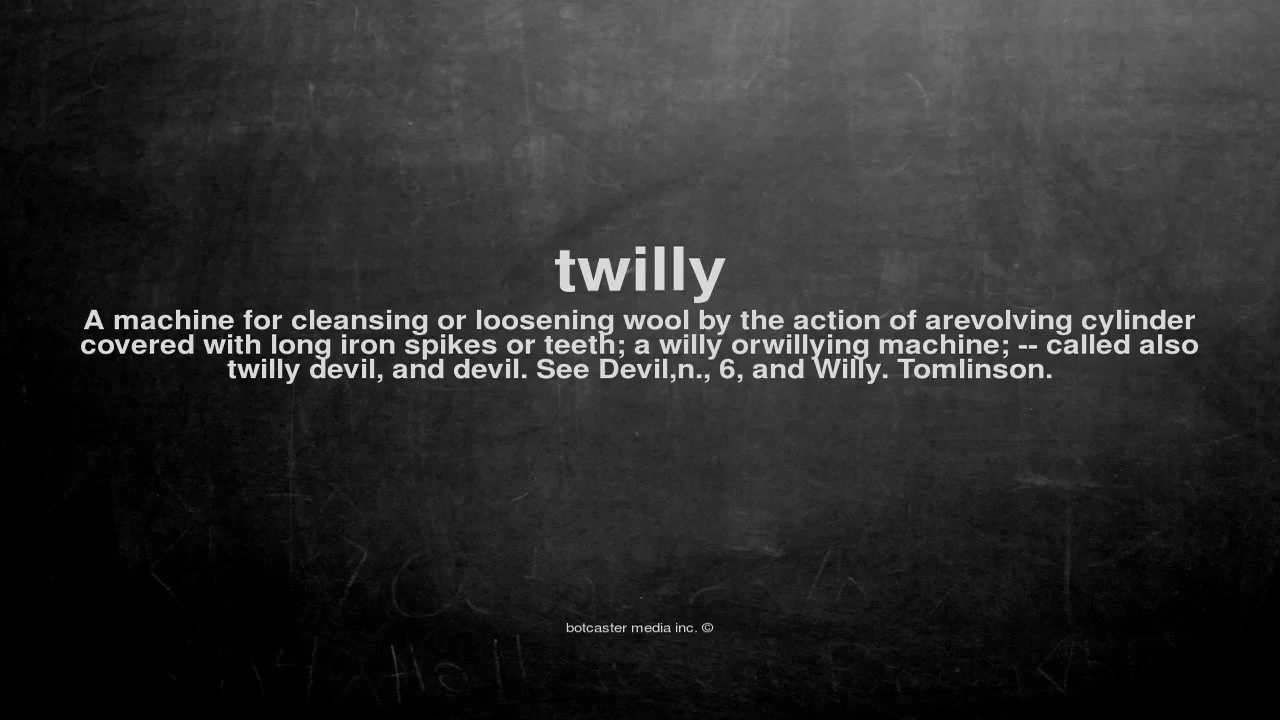 twilly
A machine for cleansing or loosening wool by the action of arevolving cylinder
covered with long iron spikes or teeth; a willy orwillying machine; -- called also
twilly devil, and devil. See Devil,n., 6, and Willy. Tomlinson.
botcaster media inc. ©